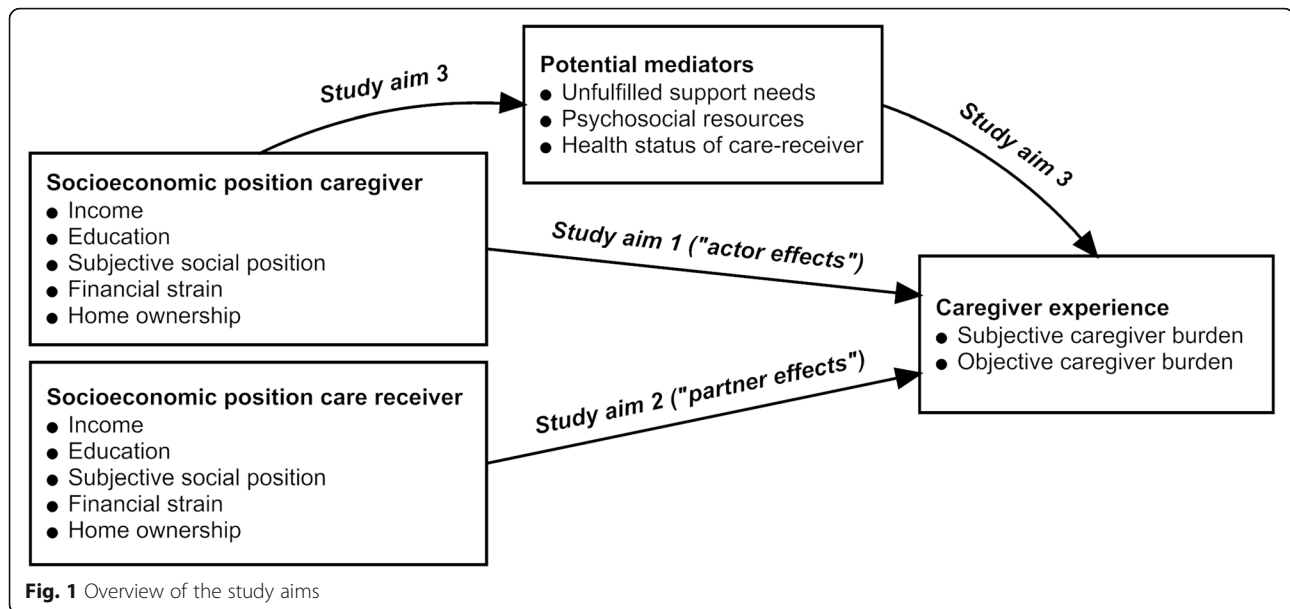 Study aim 3
Potential mediators
● Unfulfilled support needs
● Psychosocial resources
● Health status of care-receiver
Study aim 3
Socioeconomic position caregiver
● Income
● Education
● Subjective social position
● Financial strain
● Home ownership
Study aim 1 ("actor effects")
Caregiver experience
● Subjective caregiver burden
● Objective caregiver burden
Socioeconomic position care receiver
● Income
● Education
● Subjective social position
● Financial strain
● Home ownership
Study aim 2 ("partner effects")
Fig. 1 Overview of the study aims